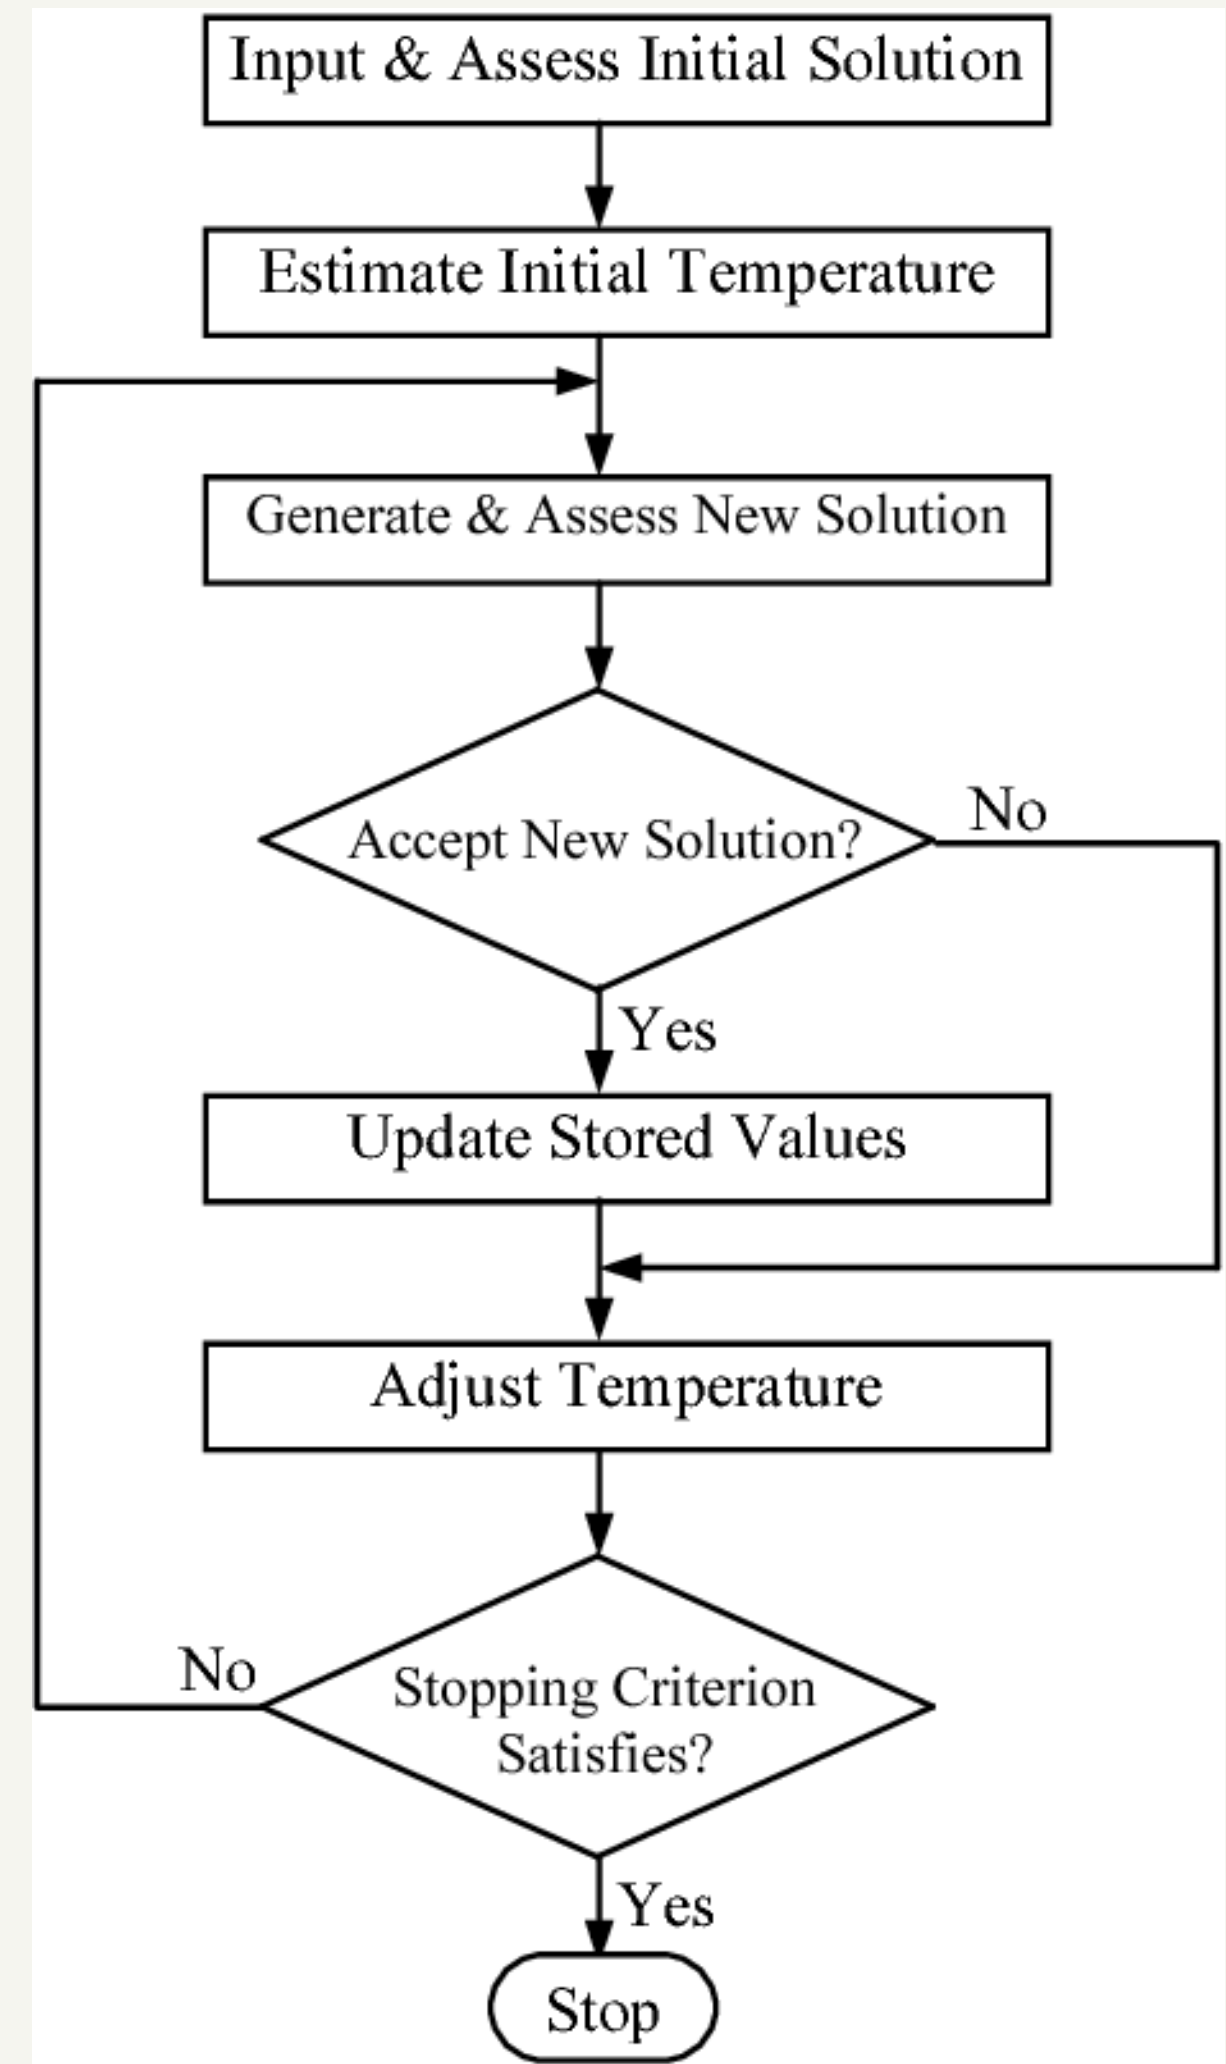 Input & Assess Initial Solution
Estimate Initial Temperature
Generate & Assess New Solution
Accept New Solution?
No
Yes
Update Stored Values
Adjust Temperature
No
Stopping Criterion
Satisfies?
Yes
Stop